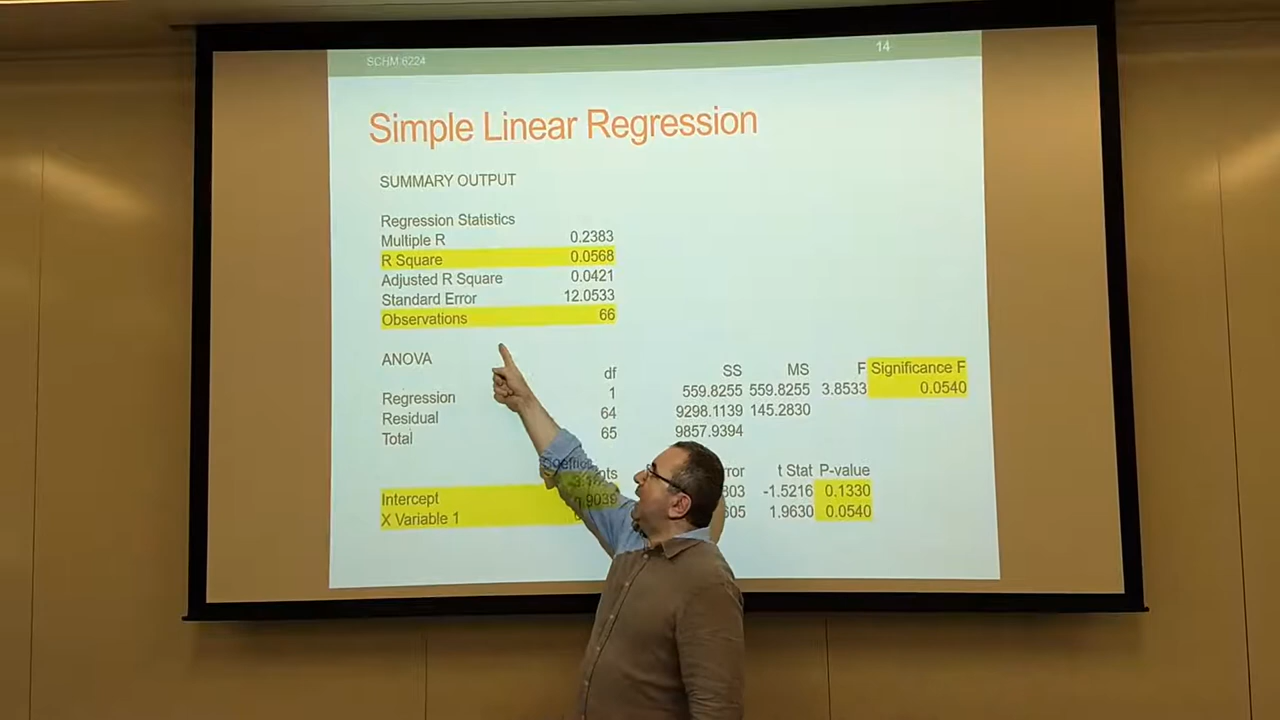 SCHM 6224 14
Simple Linear Regression
SUMMARY OUTPUT
Regression Statistics
Multiple R 0.2383
R Square 0.0568
Adjusted R Square 0.0421
Standard Error 12.0533
Observations 66
ANOVA
df SS MS F Significance F
Regression 1 559.8255 559.8255 3.8533 0.0540
Residual 64 9298.1139 145.2830
Total 65 9857.9394
t Stat P-value
Intercept -1.5216 0.1330
X Variable 1 1.9630 0.0540